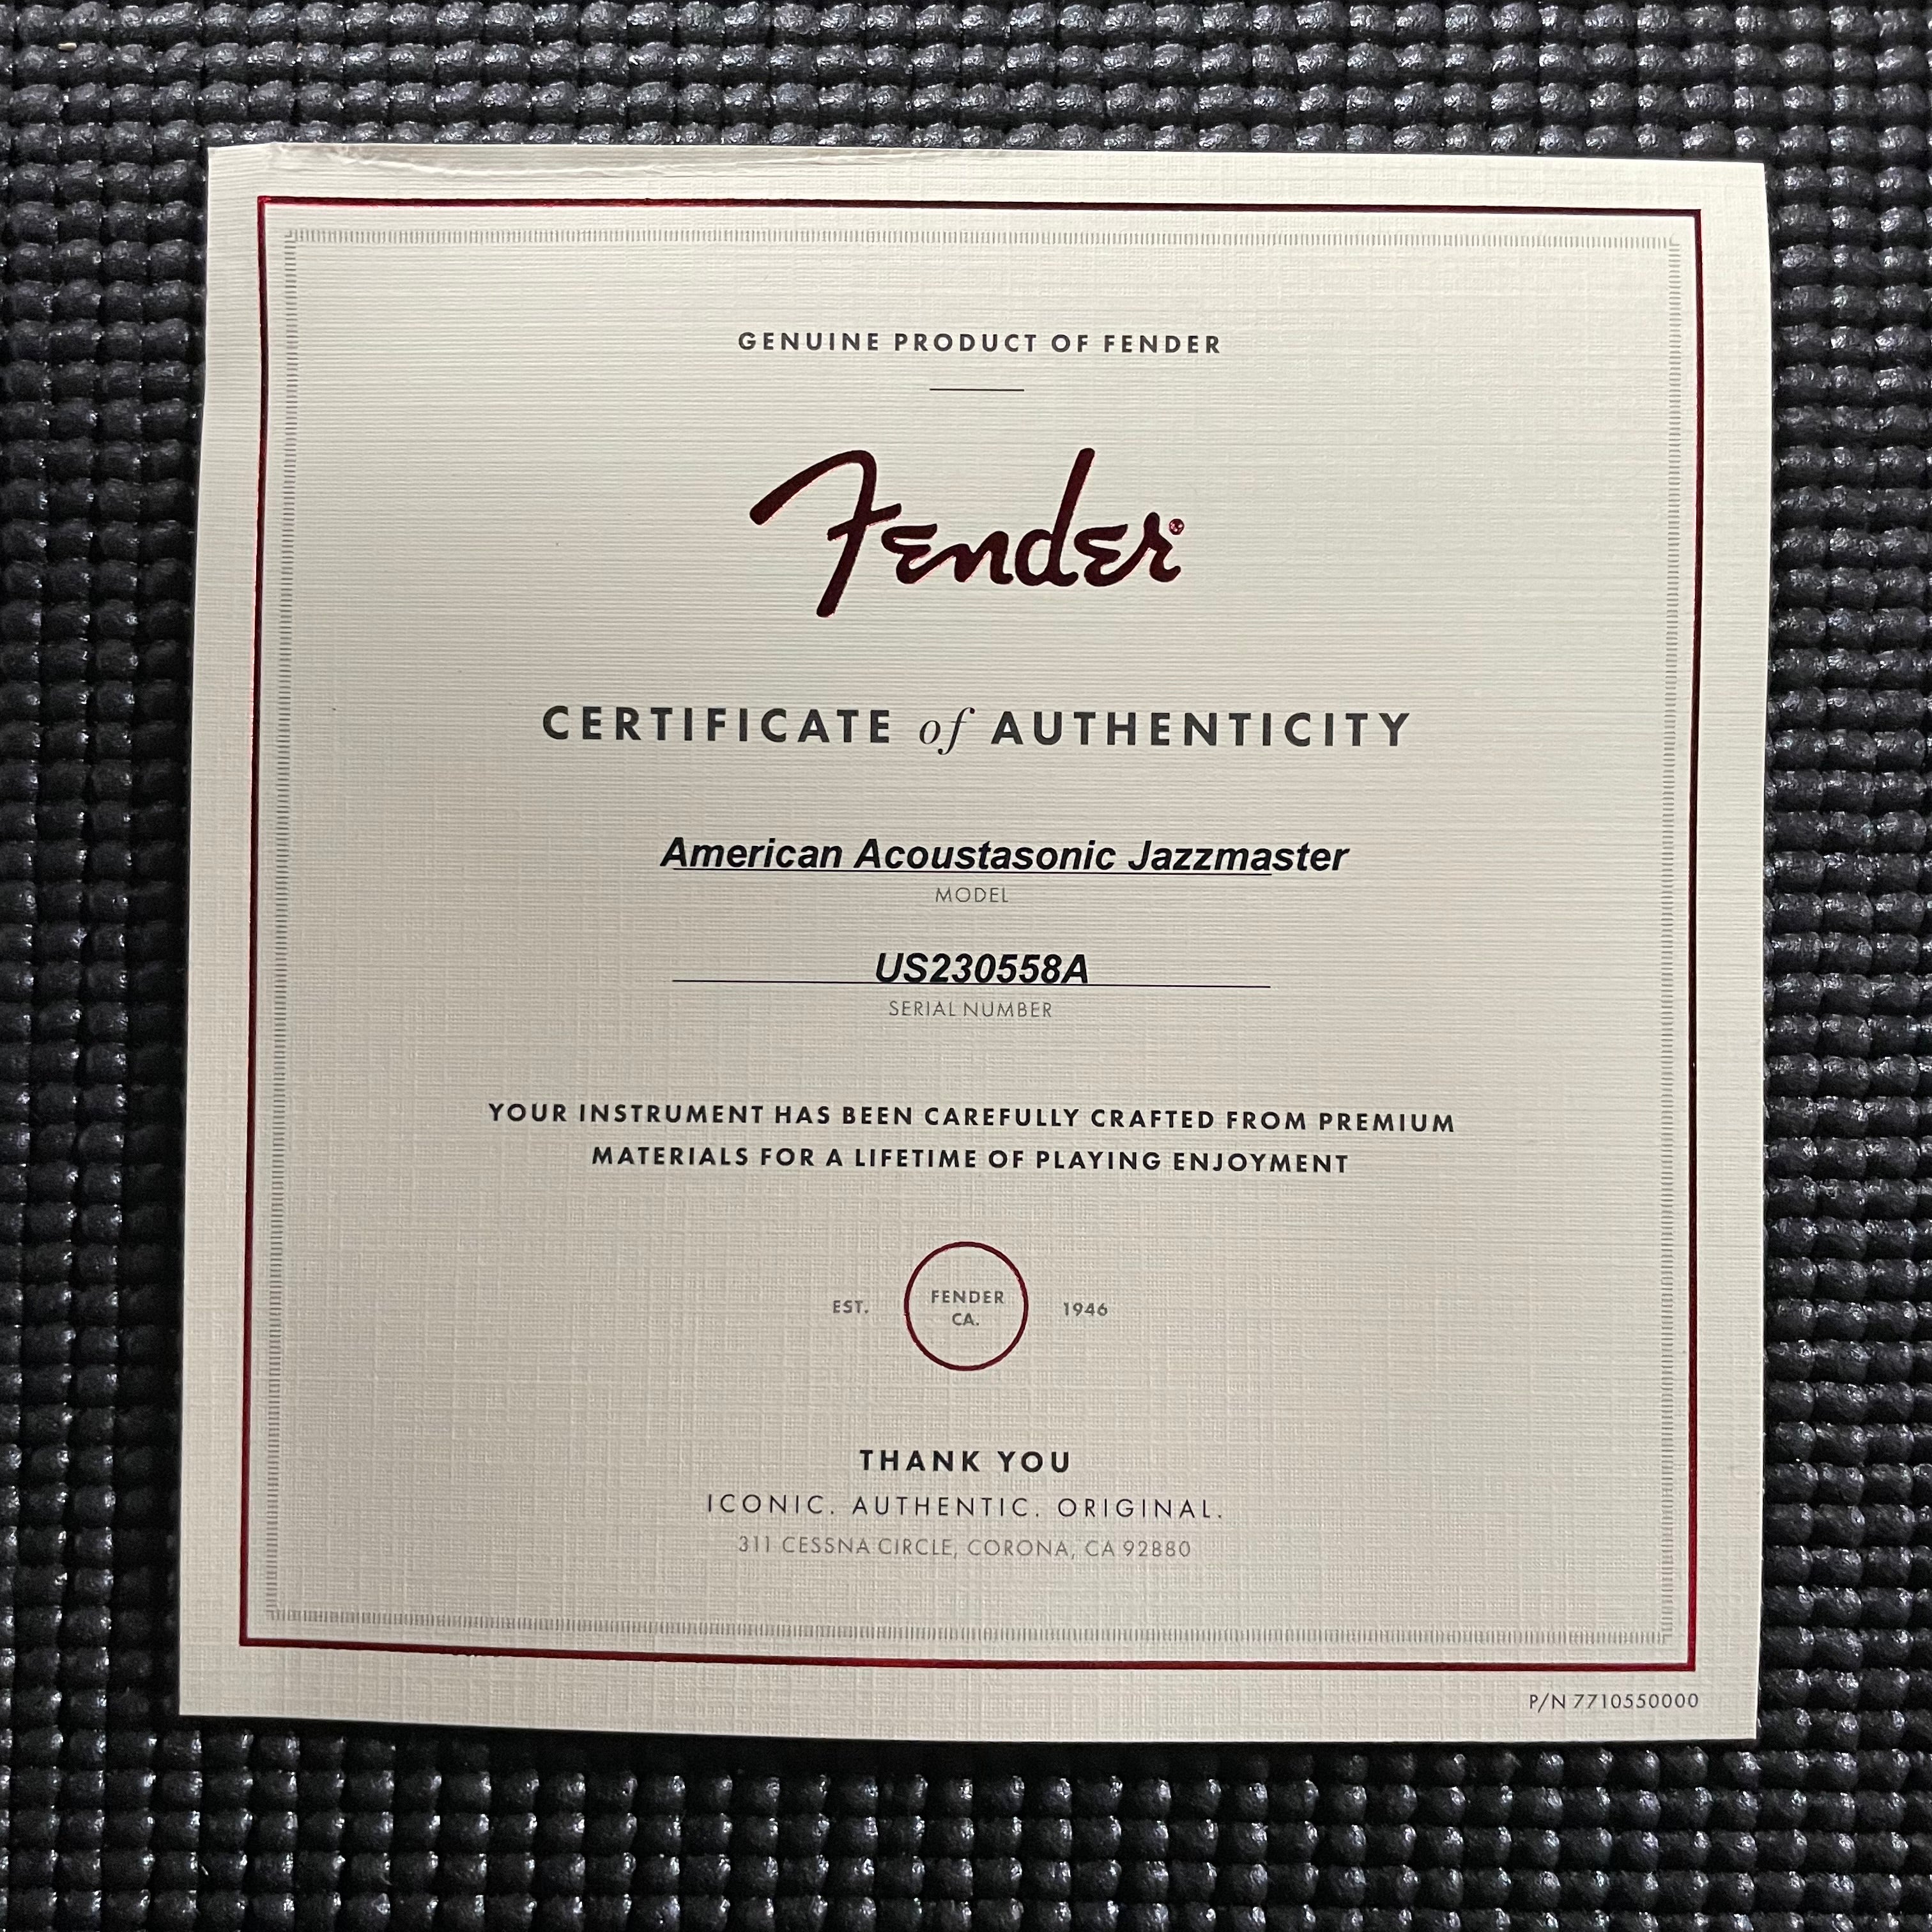 GENUINE PRODUCT OF FENDER
Fender®
CERTIFICATE of AUTHENTICITY
American Acoustasonic Jazzmaster
MODEL
US230558A
SERIAL NUMBER
YOUR INSTRUMENT HAS BEEN CAREFULLY CRAFTED FROM PREMIUM
MATERIALS FOR A LIFETIME OF PLAYING ENJOYMENT
EST. FENDER CA. 1946
THANK YOU
ICONIC. AUTHENTIC. ORIGINAL.
311 CESSNA CIRCLE, CORONA, CA 92880
P/N 7710550000